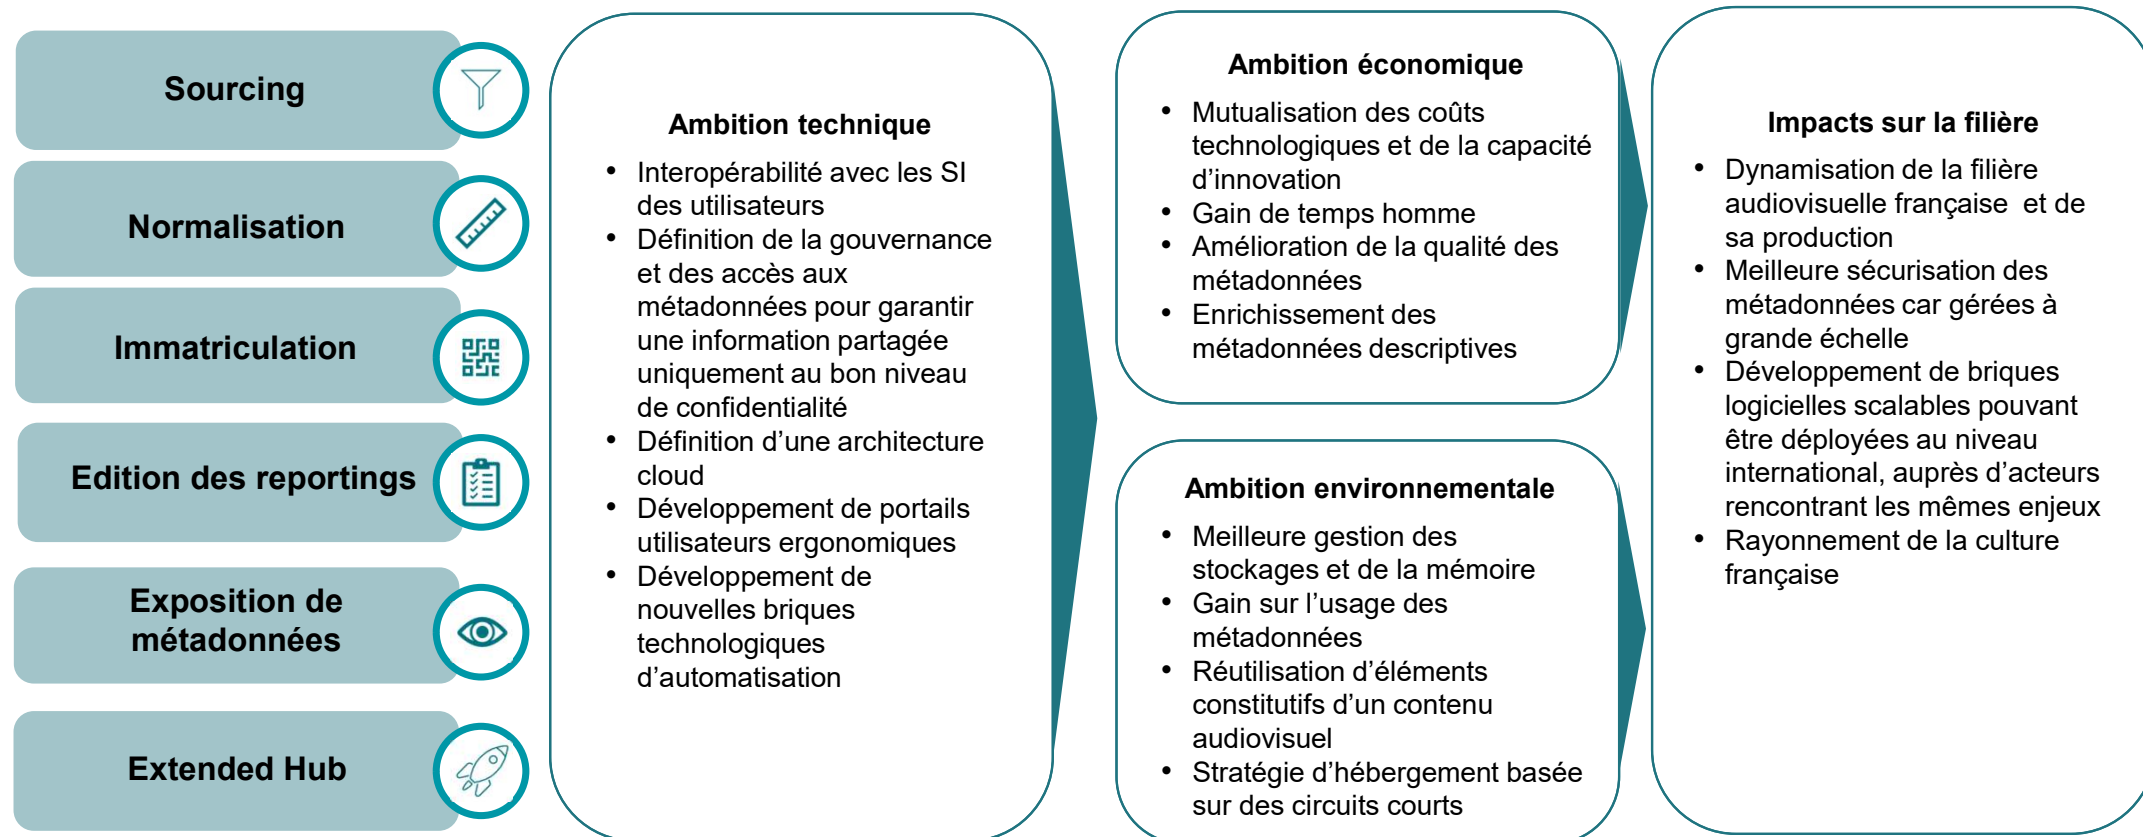 Sourcing
Normalisation
Immatriculation
Edition des reportings
Exposition de
métadonnées
Extended Hub
Ambition technique
• Interopérabilité avec les SI
des utilisateurs
• Définition de la gouvernance
et des accès aux
métadonnées pour garantir
une information partagée
uniquement au bon niveau
de confidentialité
• Définition d’une architecture
cloud
• Développement de portails
utilisateurs ergonomiques
• Développement de
nouvelles briques
technologiques
d’automatisation
Ambition économique
• Mutualisation des coûts
technologiques et de la capacité
d’innovation
• Gain de temps homme
• Amélioration de la qualité des
métadonnées
• Enrichissement des
métadonnées descriptives
Ambition environnementale
• Meilleure gestion des
stockages et de la mémoire
• Gain sur l’usage des
métadonnées
• Réutilisation d’éléments
constitutifs d’un contenu
audiovisuel
• Stratégie d’hébergement basée
sur des circuits courts
Impacts sur la filière
• Dynamisation de la filière
audiovisuelle française et de
sa production
• Meilleure sécurisation des
métadonnées car gérées à
grande échelle
• Développement de briques
logicielles scalables pouvant
être déployées au niveau
international, auprès d’acteurs
rencontrant les mêmes enjeux
• Rayonnement de la culture
française